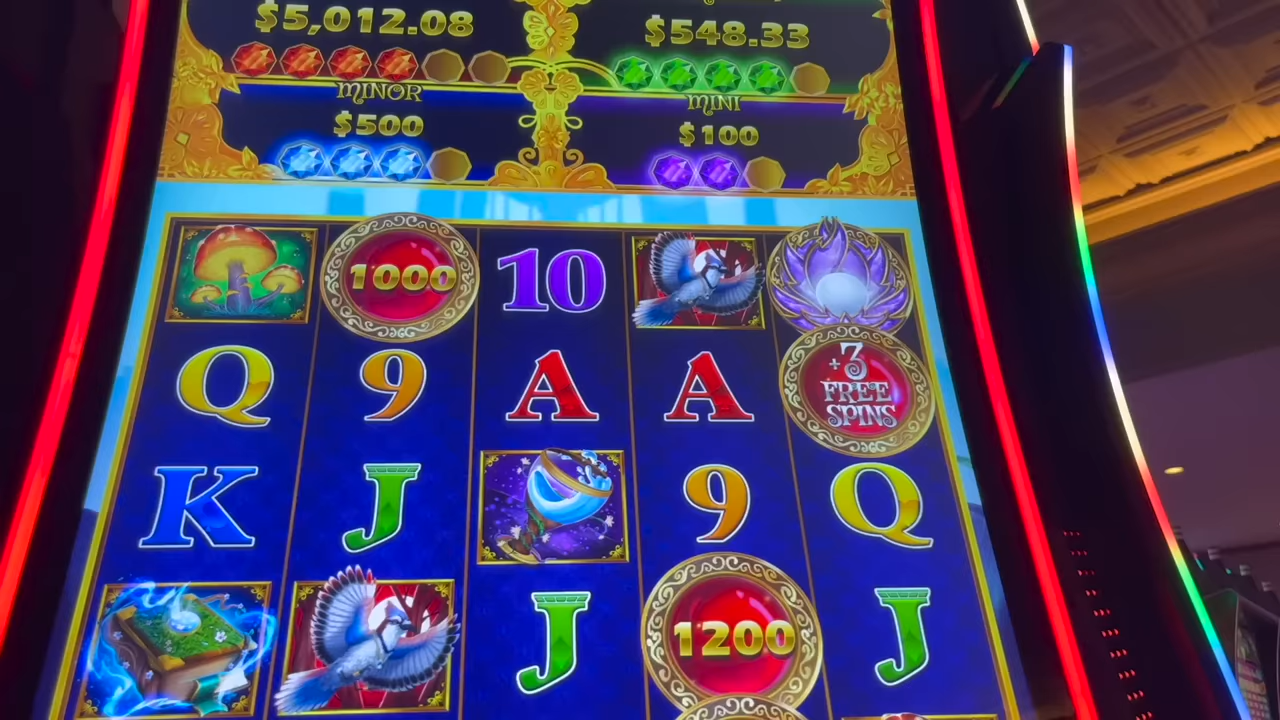 $5,012.08
$548.33
MINOR
MINI
$500
$100
1000
10
Q
9
A
A
+3
FREE
SPINS
K
J
9
Q
J
1200
J